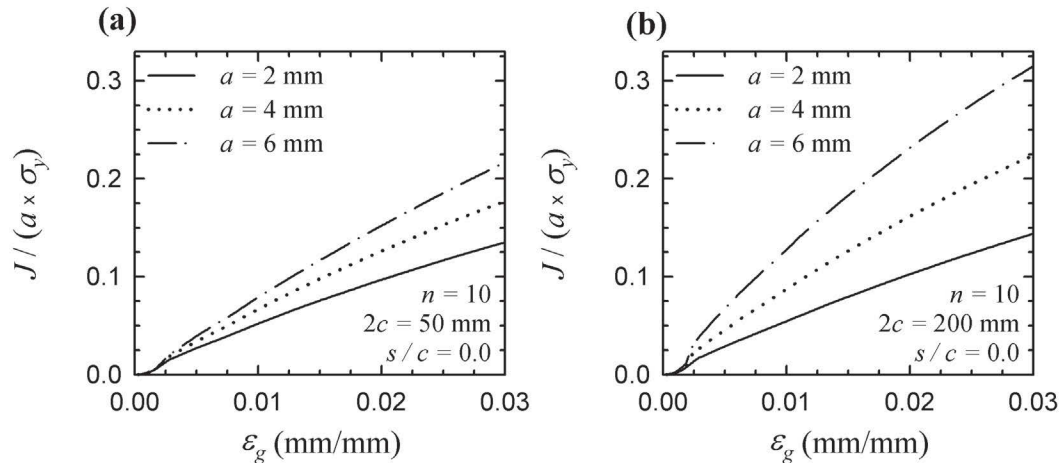 (a)
0.3
0.2
0.1
0.0
J / (a × σy)
a = 2 mm
a = 4 mm
a = 6 mm
n = 10
2c = 50 mm
s / c = 0.0
0.00 0.01 0.02 0.03
εg (mm/mm)
(b)
0.3
0.2
0.1
0.0
J / (a × σy)
a = 2 mm
a = 4 mm
a = 6 mm
n = 10
2c = 200 mm
s / c = 0.0
0.00 0.01 0.02 0.03
εg (mm/mm)